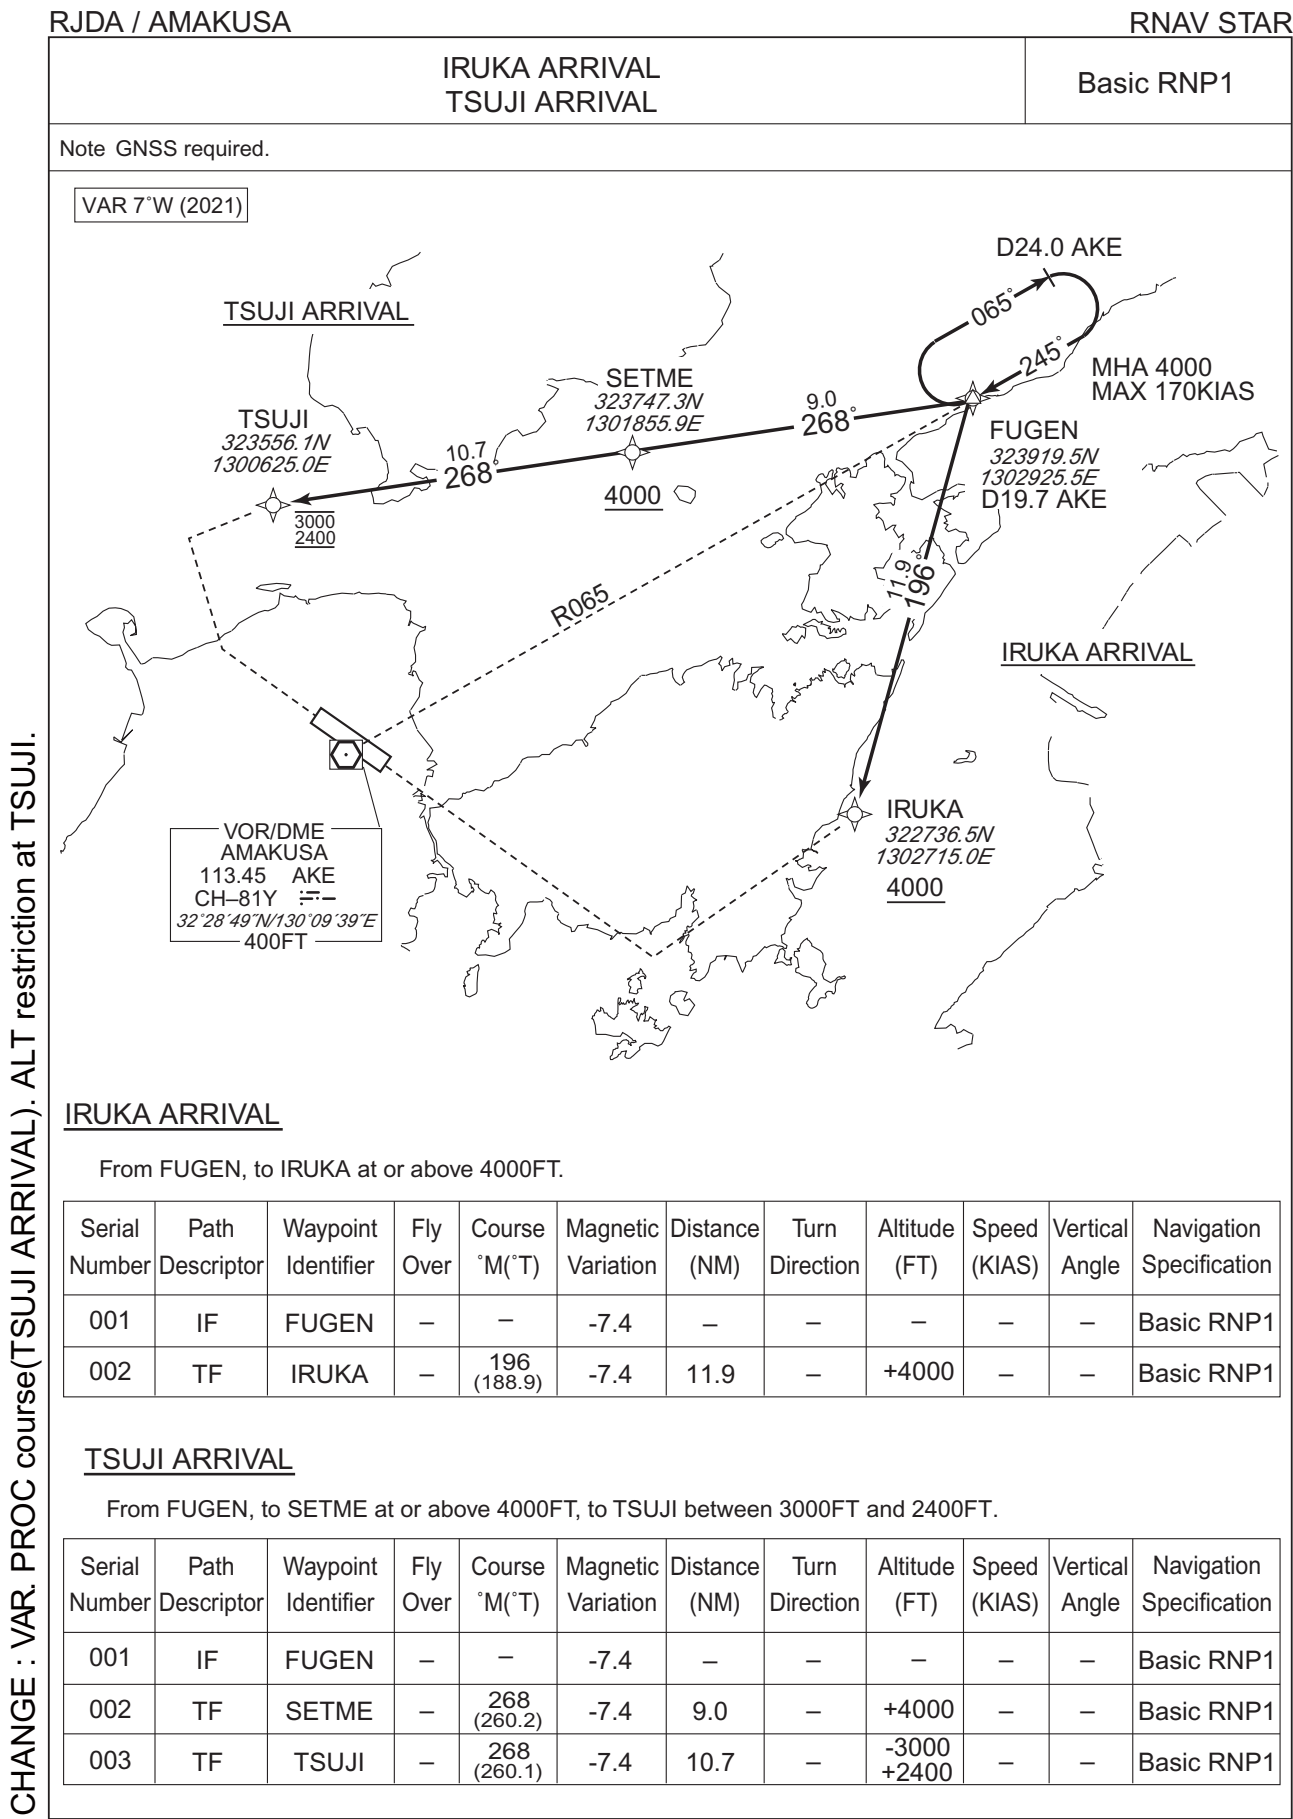 RJDA / AMAKUSA
RNAV STAR
IRUKA ARRIVAL
TSUJI ARRIVAL
Basic RNP1
Note GNSS required.
VAR 7˚W (2021)
D24.0 AKE
065˚
245˚
MHA 4000
MAX 170KIAS
TSUJI ARRIVAL
SETME
323747.3N
1301855.9E
4000
9.0
268˚
FUGEN
323919.5N
1302925.5E
D19.7 AKE
TSUJI
323556.1N
1300625.0E
10.7
268˚
3000
2400
R065
11.9
196˚
IRUKA ARRIVAL
IRUKA
322736.5N
1302715.0E
4000
VOR/DME
AMAKUSA
113.45 AKE
CH–81Y
32˚28´49˝N/130˚09´39˝E
400FT
CHANGE : VAR. PROC course(TSUJI ARRIVAL). ALT restriction at TSUJI.
IRUKA ARRIVAL
From FUGEN, to IRUKA at or above 4000FT.
Serial Number Path Descriptor Waypoint Identifier Fly Over Course ˚M(˚T) Magnetic Variation Distance (NM) Turn Direction Altitude (FT) Speed (KIAS) Vertical Angle Navigation Specification
001 IF FUGEN – – -7.4 – – – – – Basic RNP1
002 TF IRUKA – 196 (188.9) -7.4 11.9 – +4000 – – Basic RNP1
TSUJI ARRIVAL
From FUGEN, to SETME at or above 4000FT, to TSUJI between 3000FT and 2400FT.
Serial Number Path Descriptor Waypoint Identifier Fly Over Course ˚M(˚T) Magnetic Variation Distance (NM) Turn Direction Altitude (FT) Speed (KIAS) Vertical Angle Navigation Specification
001 IF FUGEN – – -7.4 – – – – – Basic RNP1
002 TF SETME – 268 (260.2) -7.4 9.0 – +4000 – – Basic RNP1
003 TF TSUJI – 268 (260.1) -7.4 10.7 – -3000 +2400 – – Basic RNP1